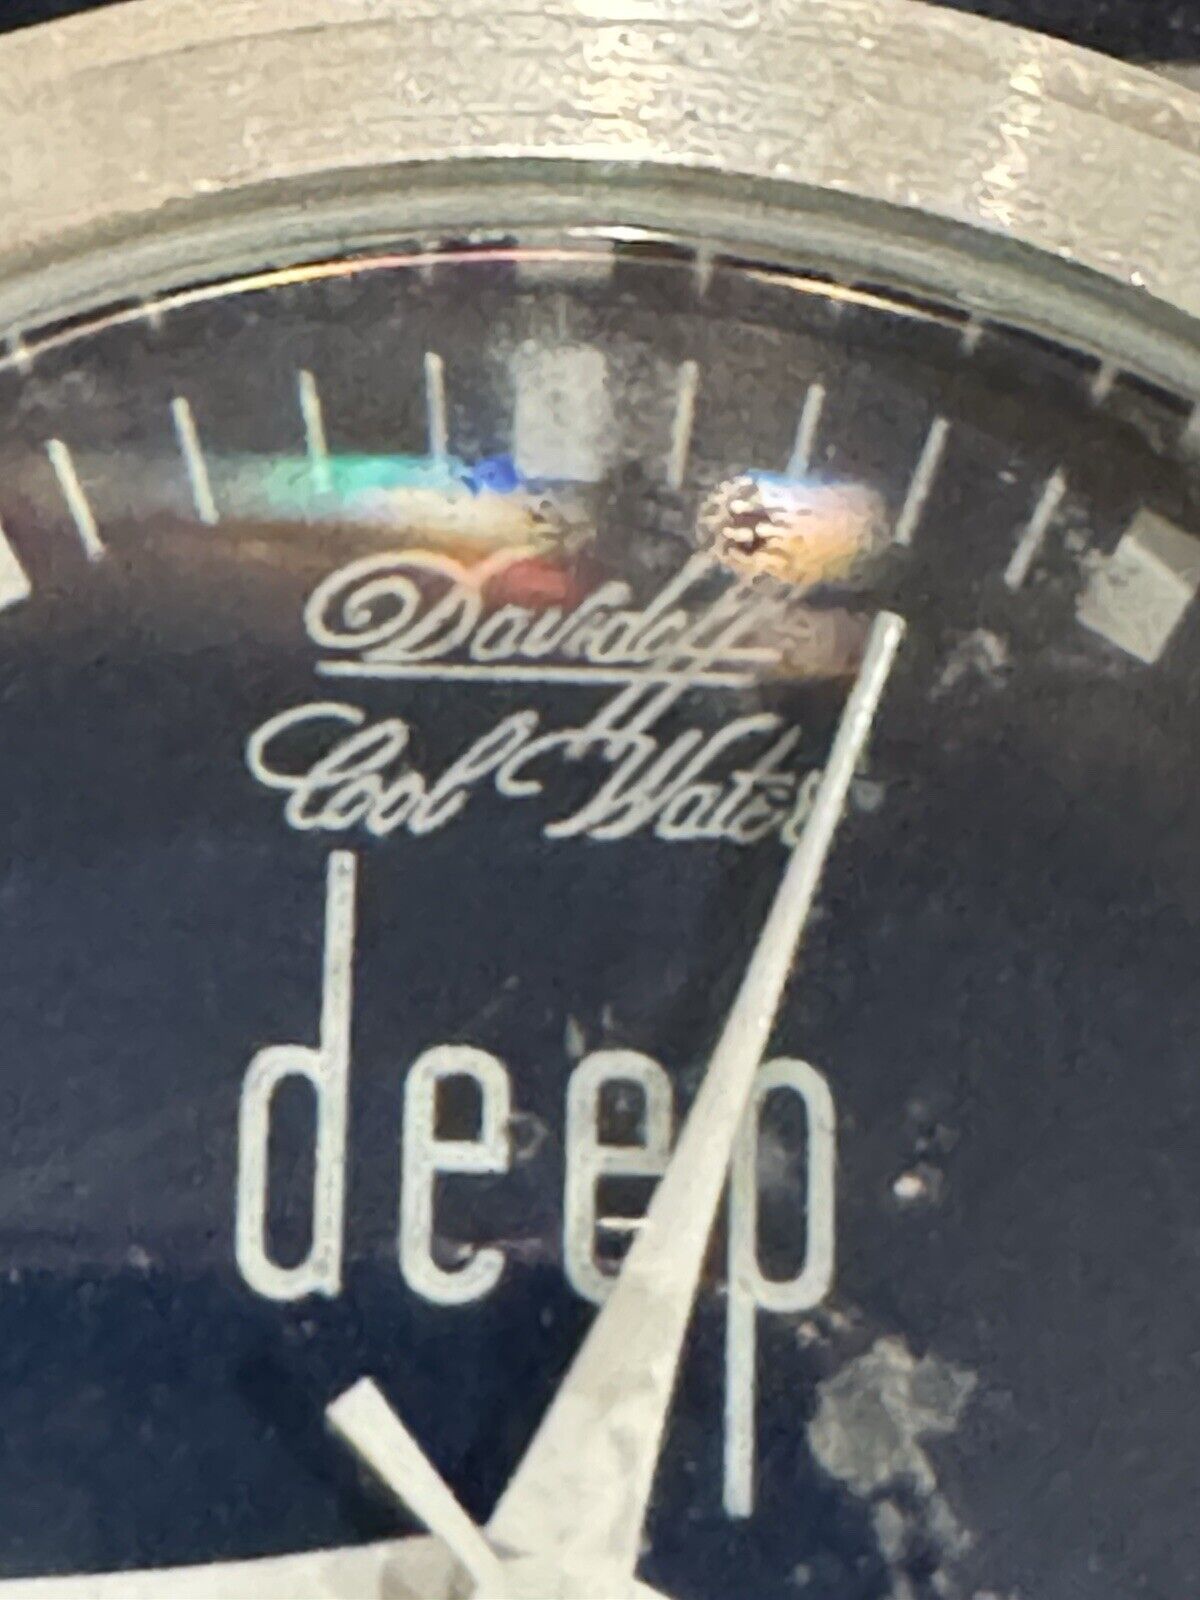 Davidoff
Cool Water
deep